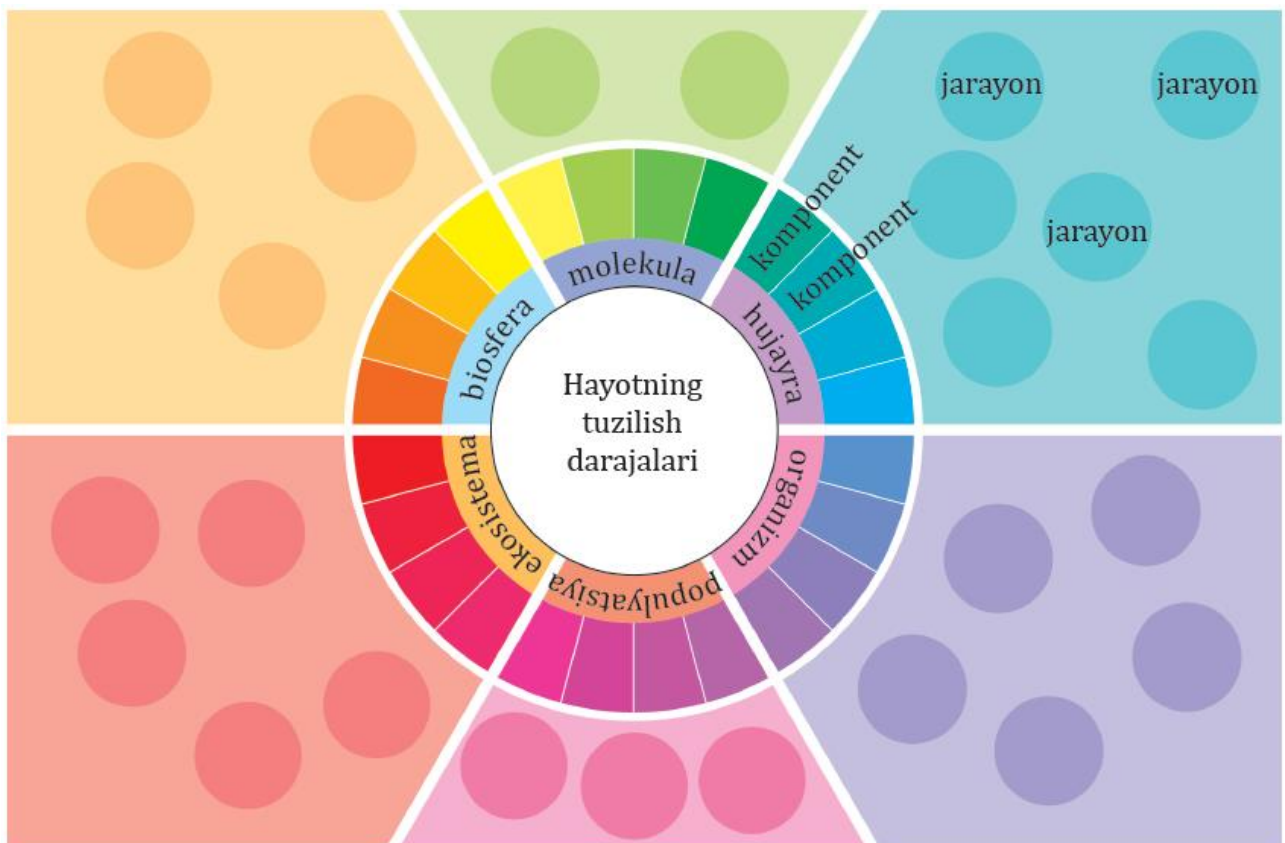 jarayon
jarayon
jarayon
komponent
komponent
molekula
hujayra
organizm
populyatsiya
ekosistema
biosfera
Hayotning
tuzilish
darajalari